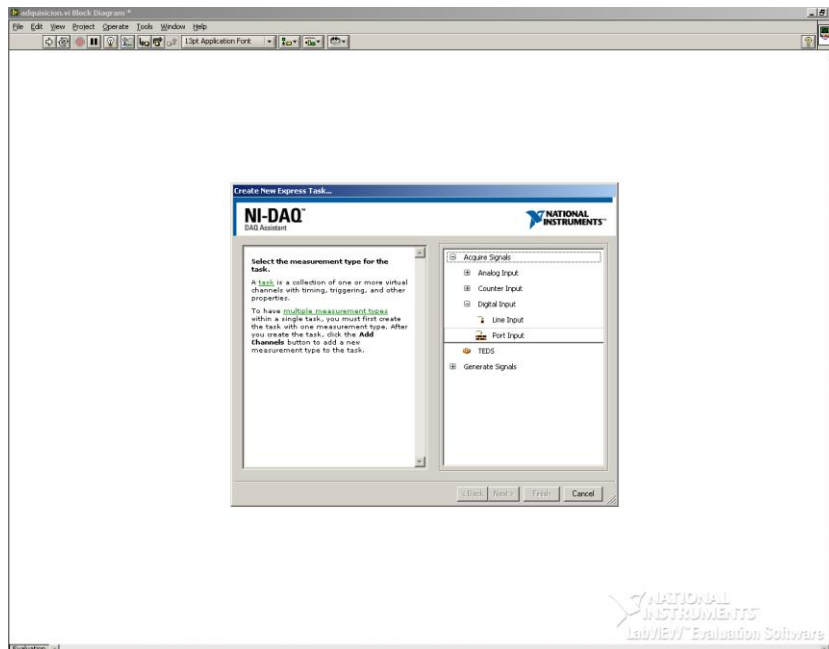 adquisicion.vi Block Diagram *
File Edit View Project Operate Tools Window Help
13pt Application Font
Create New Express Task...
NI-DAQ™
DAQ Assistant
NATIONAL
INSTRUMENTS™
Select the measurement type for the
task.
A task is a collection of one or more virtual
channels with timing, triggering, and other
properties.
To have multiple measurement types
within a single task, you must first create
the task with one measurement type. After
you create the task, click the Add
Channels button to add a new
measurement type to the task.
Acquire Signals
Analog Input
Counter Input
Digital Input
Line Input
Port Input
TEDS
Generate Signals
< Back Next > Finish Cancel
NATIONAL
INSTRUMENTS™
LabVIEW™ Evaluation Software
Evaluation